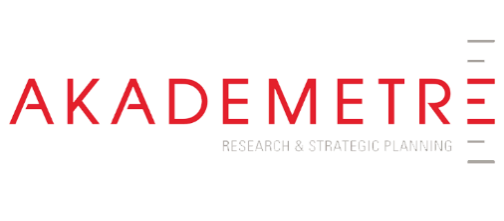 AKADEMETRE
RESEARCH & STRATEGIC PLANNING